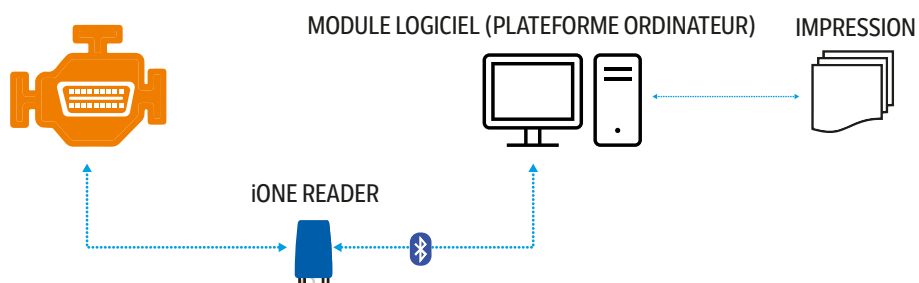 MODULE LOGICIEL (PLATEFORME ORDINATEUR)
IMPRESSION
iONE READER